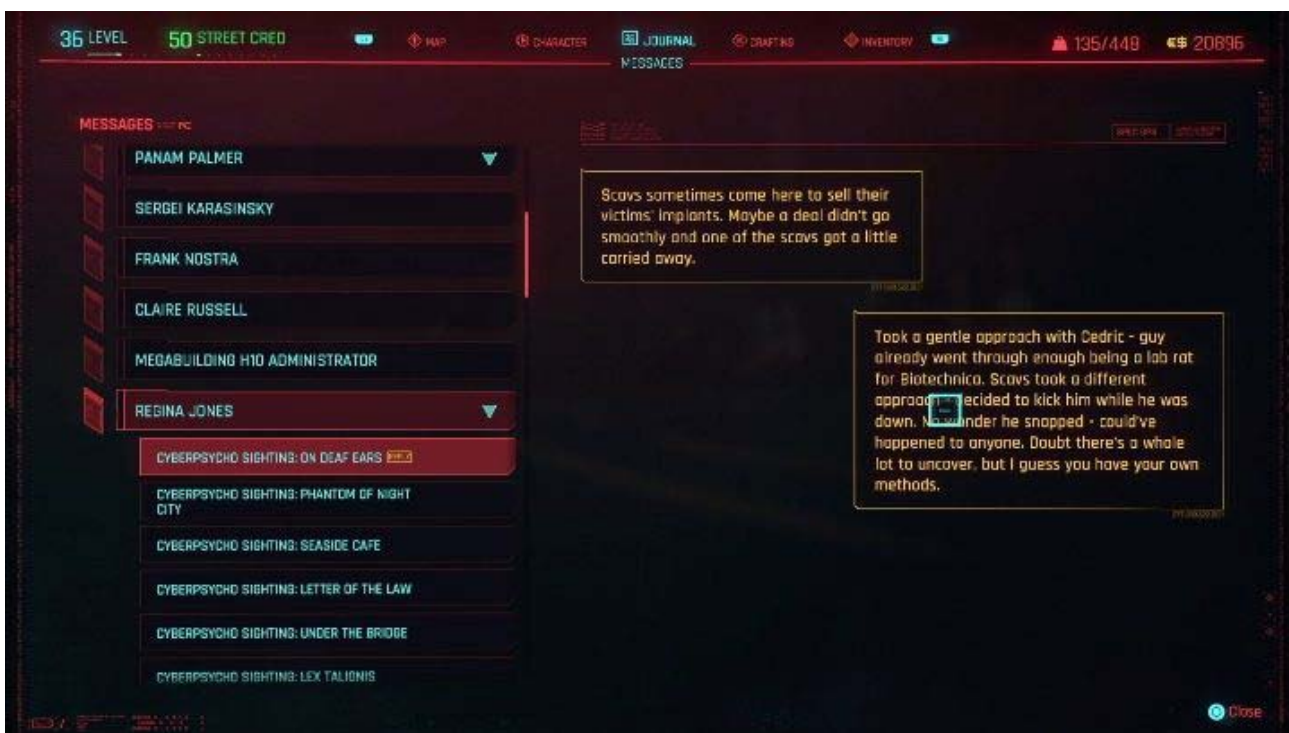 36 LEVEL 50 STREET CRED MAP CHARACTER JOURNAL CRAFTING INVENTORY 135/448 €$ 20896
MESSAGES
MESSAGES
PANAM PALMER
SERGEI KARASINSKY
FRANK NOSTRA
CLAIRE RUSSELL
MEGABUILDING H10 ADMINISTRATOR
REGINA JONES
CYBERPSYCHO SIGHTING: ON DEAF EARS
CYBERPSYCHO SIGHTING: PHANTOM OF NIGHT
CITY
CYBERPSYCHO SIGHTING: SEASIDE CAFE
CYBERPSYCHO SIGHTING: LETTER OF THE LAW
CYBERPSYCHO SIGHTING: UNDER THE BRIDGE
CYBERPSYCHO SIGHTING: LEX TALIONIS
Scavs sometimes come here to sell their
victims' implants. Maybe a deal didn't go
smoothly and one of the scavs got a little
carried away.
Took a gentle approach with Cedric - guy
already went through enough being a lab rat
for Biotechnica. Scavs took a different
approach - decided to kick him while he was
down. No wonder he snapped - could've
happened to anyone. Doubt there's a whole
lot to uncover, but I guess you have your own
methods.
Close